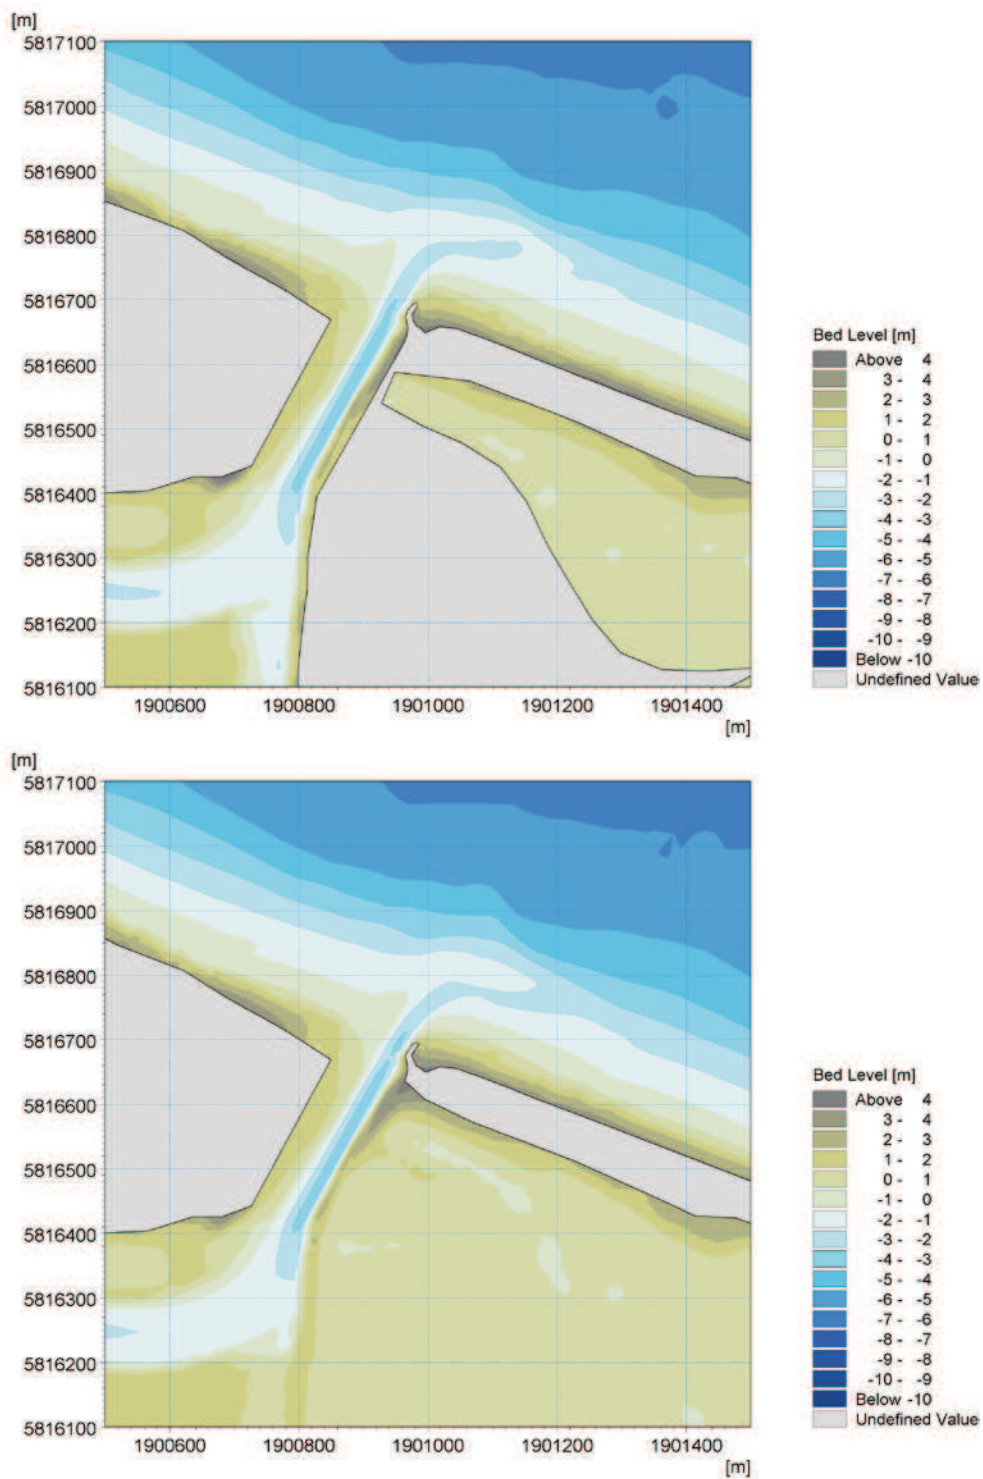 [m]
5817100
5817000
5816900
5816800
5816700
5816600
5816500
5816400
5816300
5816200
5816100
1900600 1900800 1901000 1901200 1901400
[m]
Bed Level [m]
Above 4
3 - 4
2 - 3
1 - 2
0 - 1
-1 - 0
-2 - -1
-3 - -2
-4 - -3
-5 - -4
-6 - -5
-7 - -6
-8 - -7
-9 - -8
-10 - -9
Below -10
Undefined Value
[m]
5817100
5817000
5816900
5816800
5816700
5816600
5816500
5816400
5816300
5816200
5816100
1900600 1900800 1901000 1901200 1901400
[m]
Bed Level [m]
Above 4
3 - 4
2 - 3
1 - 2
0 - 1
-1 - 0
-2 - -1
-3 - -2
-4 - -3
-5 - -4
-6 - -5
-7 - -6
-8 - -7
-9 - -8
-10 - -9
Below -10
Undefined Value